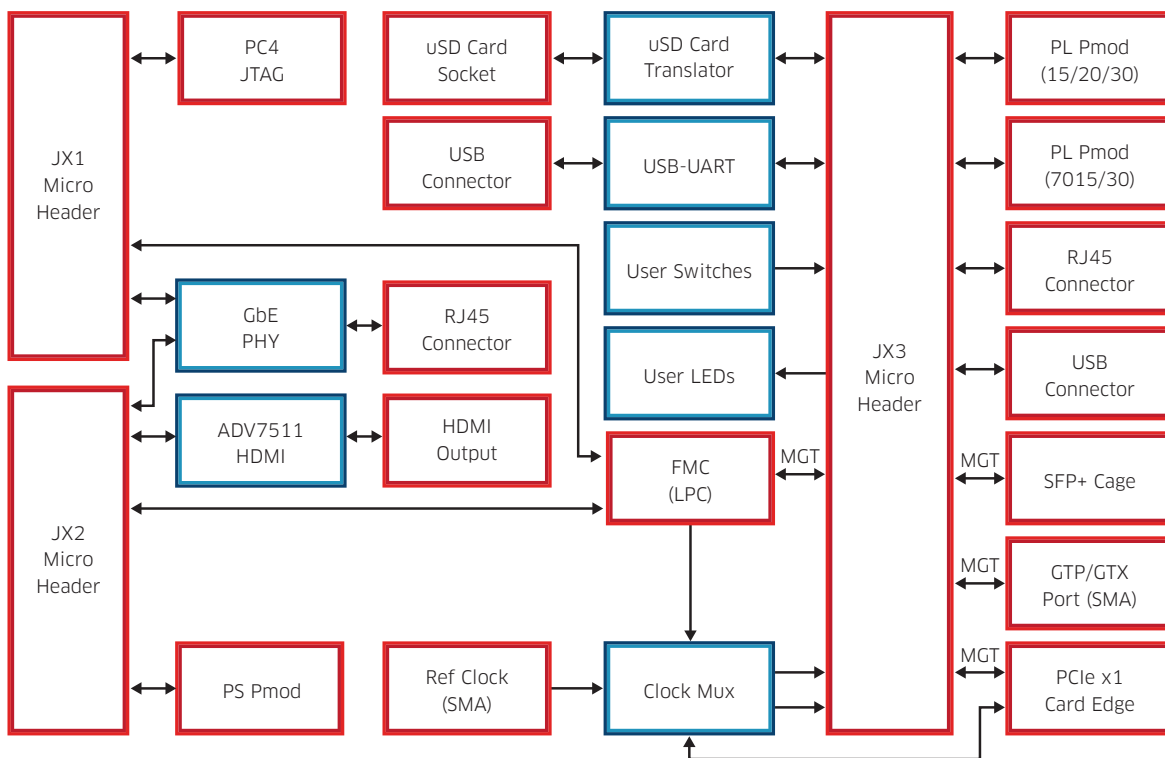 PC4
JTAG
uSD Card
Socket
uSD Card
Translator
PL Pmod
(15/20/30)
JX1
Micro
Header
USB
Connector
USB-UART
PL Pmod
(7015/30)
User Switches
RJ45
Connector
GbE
PHY
RJ45
Connector
User LEDs
JX3
Micro
Header
USB
Connector
ADV7511
HDMI
HDMI
Output
FMC
(LPC)
MGT
MGT
SFP+ Cage
JX2
Micro
Header
MGT
GTP/GTX
Port (SMA)
PS Pmod
Ref Clock
(SMA)
Clock Mux
MGT
PCIe x1
Card Edge